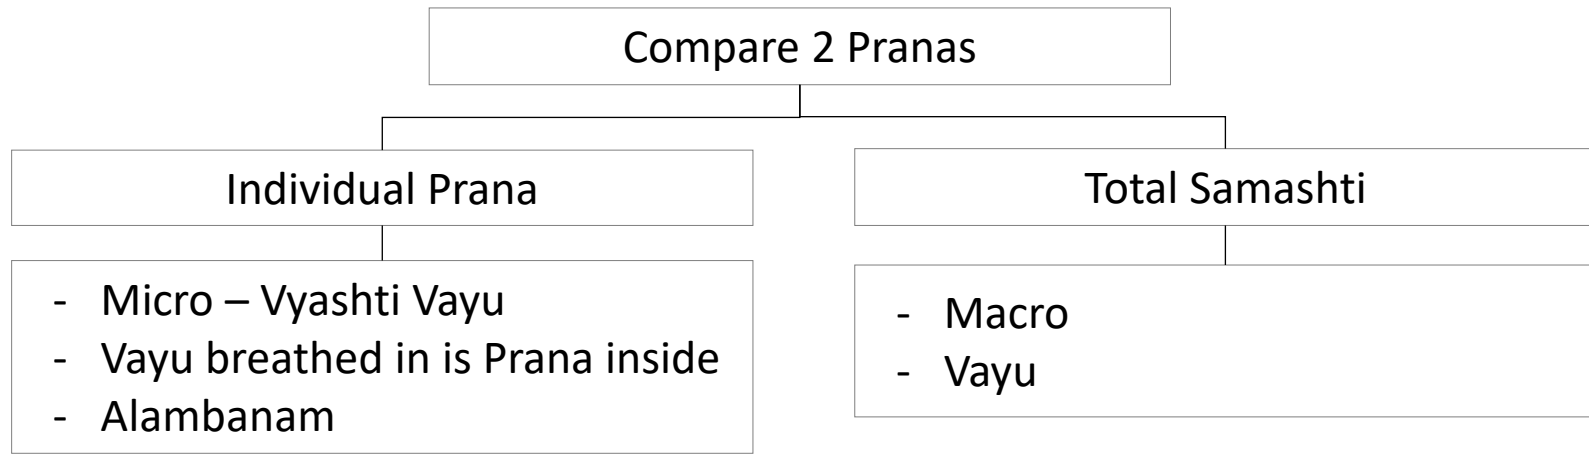 Compare 2 Pranas
Individual Prana
Total Samashti
- Micro – Vyashti Vayu
- Vayu breathed in is Prana inside
- Alambanam
- Macro
- Vayu